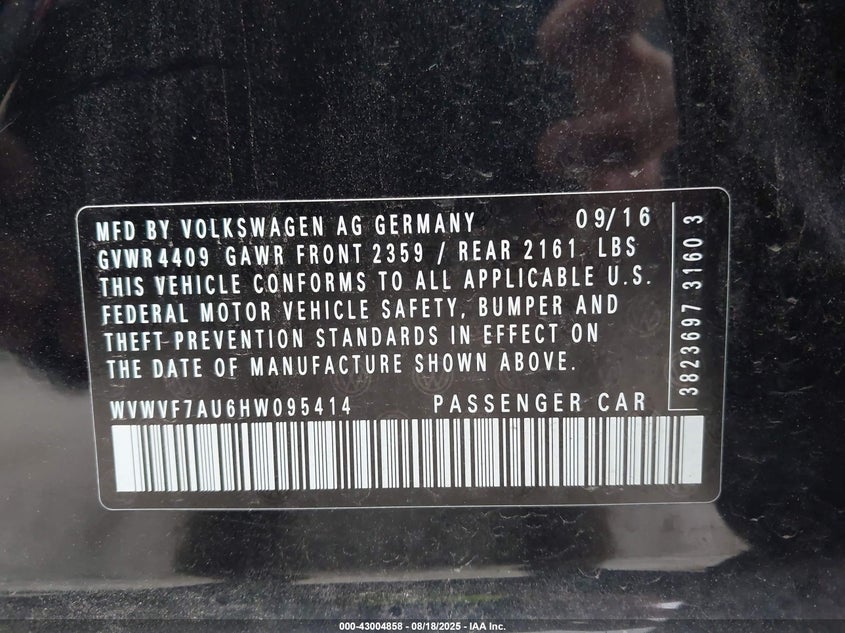 MFD BY VOLKSWAGEN AG GERMANY 09/16
GVWR 4409 GAWR FRONT 2359 / REAR 2161 LBS
THIS VEHICLE CONFORMS TO ALL APPLICABLE U.S.
FEDERAL MOTOR VEHICLE SAFETY, BUMPER AND
THEFT PREVENTION STANDARDS IN EFFECT ON
THE DATE OF MANUFACTURE SHOWN ABOVE.
WVWVF7AU6HW095414 PASSENGER CAR
3823697 31603
000-43004858 - 08/18/2025 - IAA Inc.